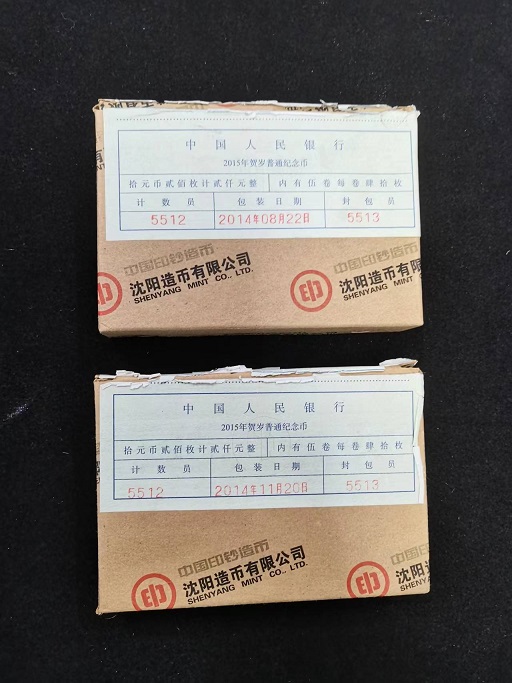 中国人民银行
2015年贺岁普通纪念币
拾元币贰佰枚计贰仟元整 内有伍卷每卷肆拾枚
计数员 包装日期 封包员
5512 2014年08月22日 5513
中国印钞造币 中国印钞造币
沈阳造币有限公司 沈阳造币有限
SHENYANG MINT CO., LTD. SHENYANG MINT
中国人民银行
2015年贺岁普通纪念币
拾元币贰佰枚计贰仟元整 内有伍卷每卷肆拾枚
计数员 包装日期 封包员
5512 2014年11月20日 5513
中国印钞造币 中国印
沈阳造币有限公司 沈阳造
SHENYANG MINT CO., LTD. SHENYA